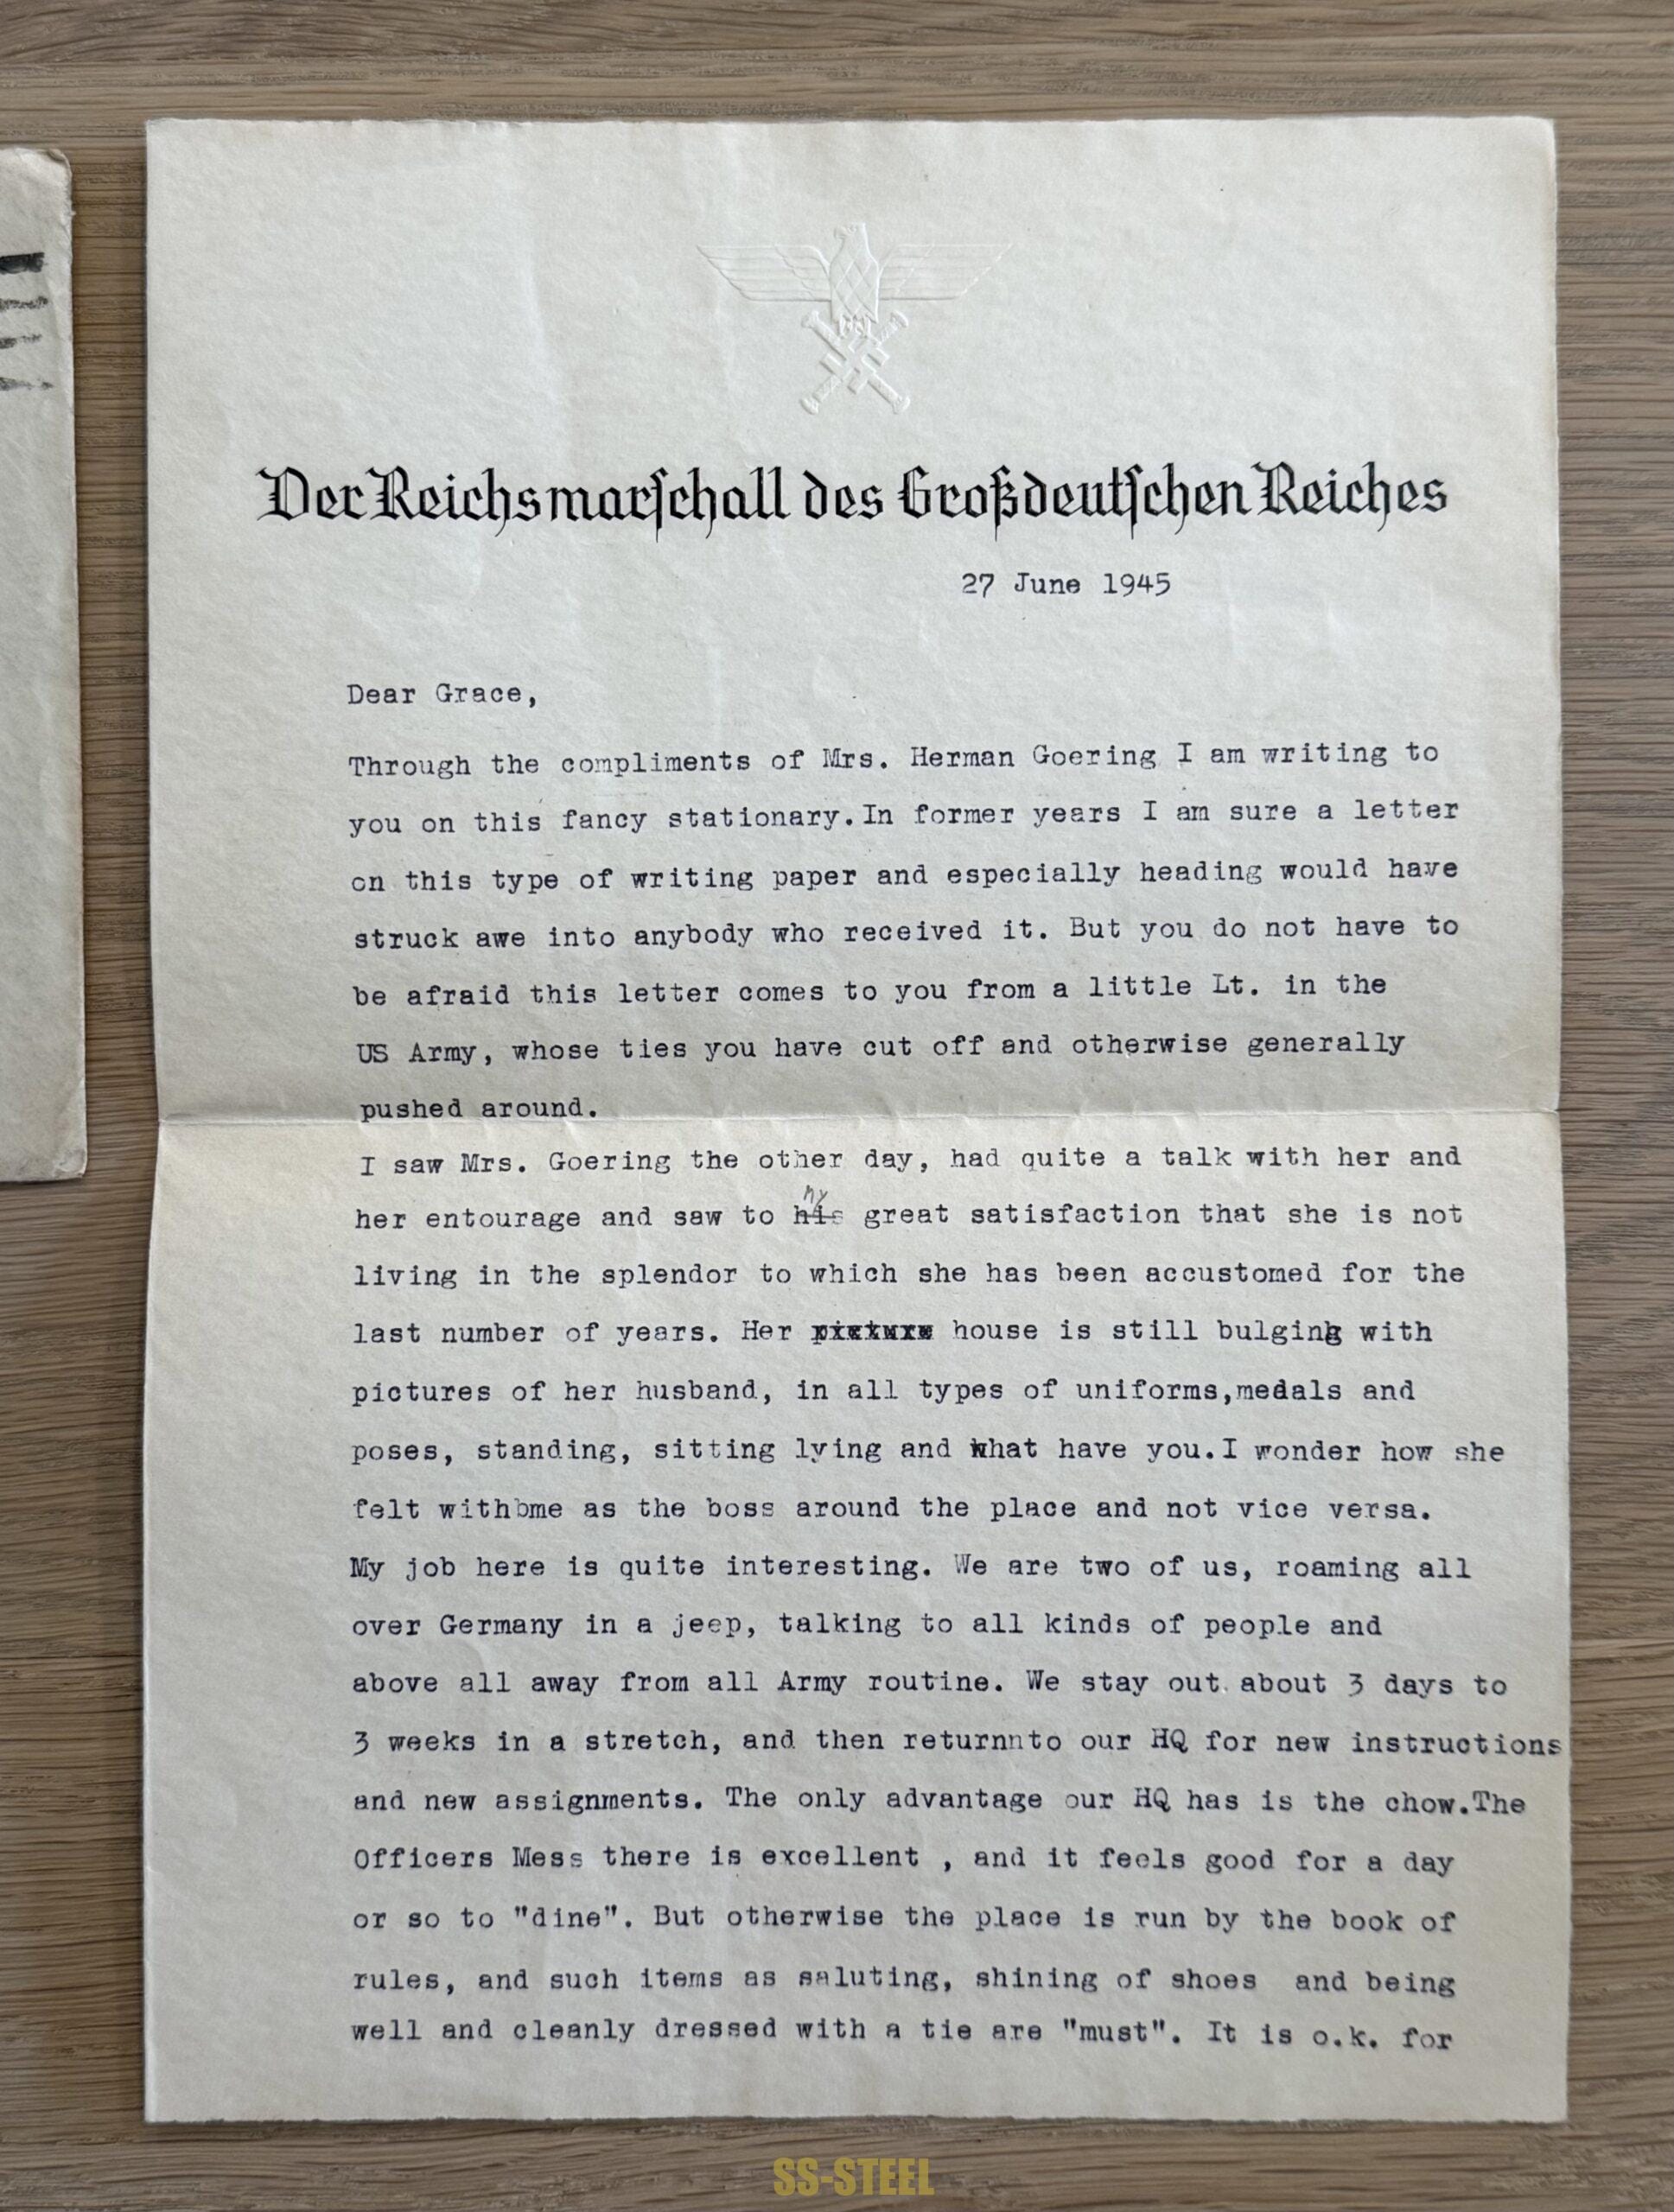 Der Reichsmarſchall des Großdeutſchen Reiches
27 June 1945
Dear Grace,
Through the compliments of Mrs. Herman Goering I am writing to
you on this fancy stationary.In former years I am sure a letter
on this type of writing paper and especially heading would have
struck awe into anybody who received it. But you do not have to
be afraid this letter comes to you from a little Lt. in the
US Army, whose ties you have cut off and otherwise generally
pushed around.
I saw Mrs. Goering the other day, had quite a talk with her and
my
her entourage and saw to his great satisfaction that she is not
living in the splendor to which she has been accustomed for the
last number of years. Her house is still bulging with
pictures of her husband, in all types of uniforms,medals and
poses, standing, sitting lying and what have you.I wonder how she
felt withbme as the boss around the place and not vice versa.
My job here is quite interesting. We are two of us, roaming all
over Germany in a jeep, talking to all kinds of people and
above all away from all Army routine. We stay out about 3 days to
3 weeks in a stretch, and then returnnto our HQ for new instructions
and new assignments. The only advantage our HQ has is the chow.The
Officers Mess there is excellent , and it feels good for a day
or so to "dine". But otherwise the place is run by the book of
rules, and such items as saluting, shining of shoes and being
well and cleanly dressed with a tie are "must". It is o.k. for
SS-STEEL